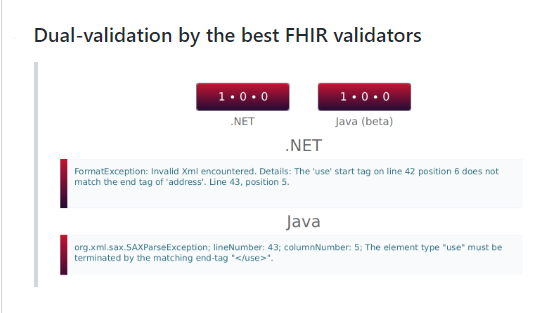 Dual-validation by the best FHIR validators
1 • 0 • 0
1 • 0 • 0
.NET
Java (beta)
.NET
FormatException: Invalid Xml encountered. Details: The 'use' start tag on line 42 position 6 does not
match the end tag of 'address'. Line 43, position 5.
Java
org.xml.sax.SAXParseException; lineNumber: 43; columnNumber: 5; The element type "use" must be
terminated by the matching end-tag "</use>".